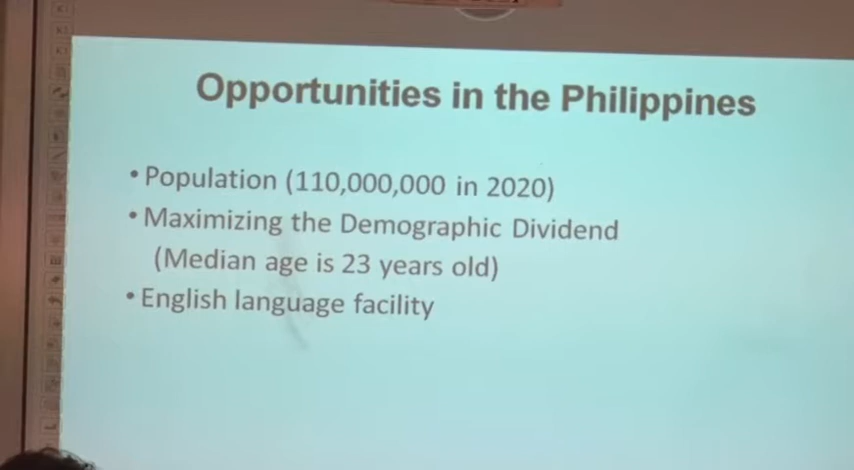 Opportunities in the Philippines
• Population (110,000,000 in 2020)
• Maximizing the Demographic Dividend
(Median age is 23 years old)
• English language facility